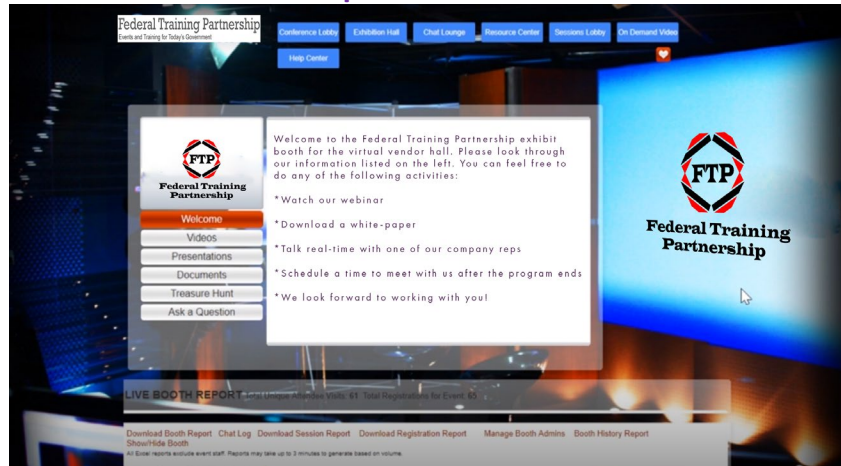 Federal Training Partnership
Events and Training for Today's Government
Conference Lobby
Exhibition Hall
Chat Lounge
Resource Center
Sessions Lobby
On Demand Video
Help Center
FTP
Federal Training
Partnership
Welcome
Videos
Presentations
Documents
Treasure Hunt
Ask a Question
Welcome to the Federal Training Partnership exhibit
booth for the virtual vendor hall. Please look through
our information listed on the left. You can feel free to
do any of the following activities:
*Watch our webinar
*Download a white-paper
*Talk real-time with one of our company reps
*Schedule a time to meet with us after the program ends
*We look forward to working with you!
FTP
Federal Training
Partnership
LIVE BOOTH REPORT Total Unique Attendee Visits 61 Total Registrations for Event: 65
Download Booth Report Chat Log Download Session Report Download Registration Report Manage Booth Admins Booth History Report
Show/Hide Booth
All Excel reports exclude event staff. Reports may take up to 3 minutes to generate based on volume.